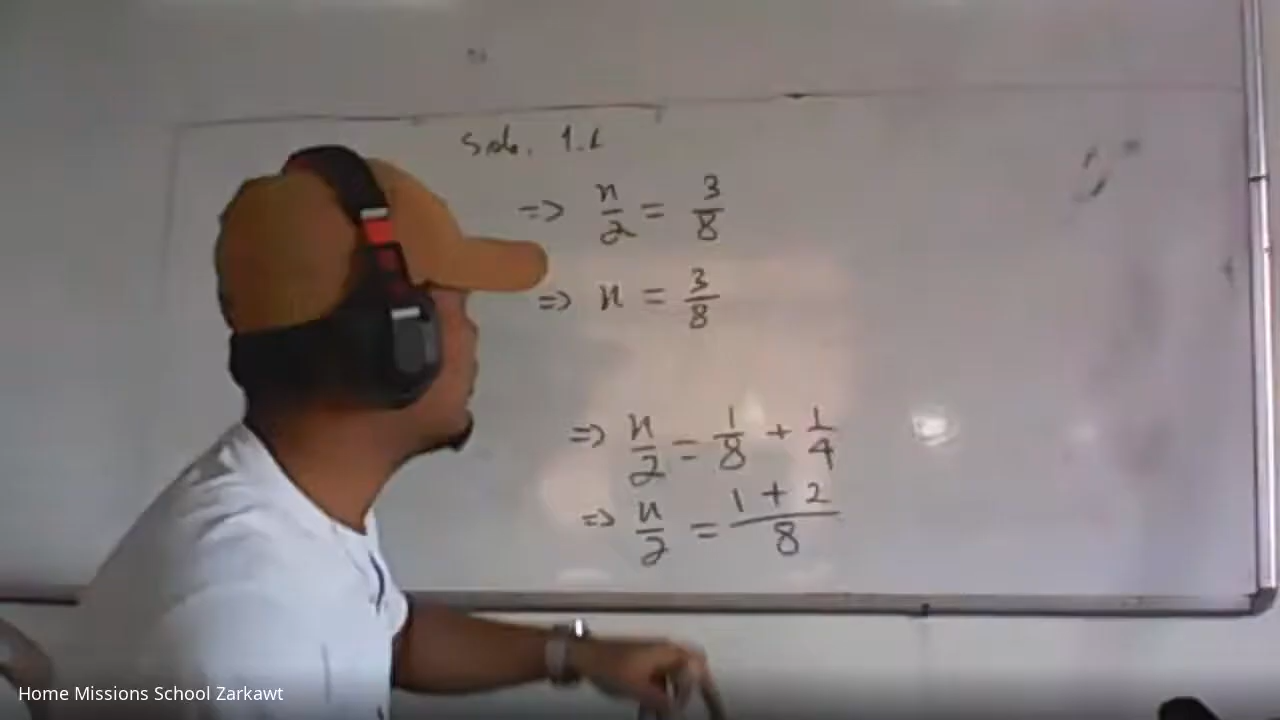 Soln. 1.1
=> x/2 = 3/8
=> x = 3/8
=> x/2 = 1/8 + 1/4
=> x/2 = (1 + 2)/8
Home Missions School Zarkawt